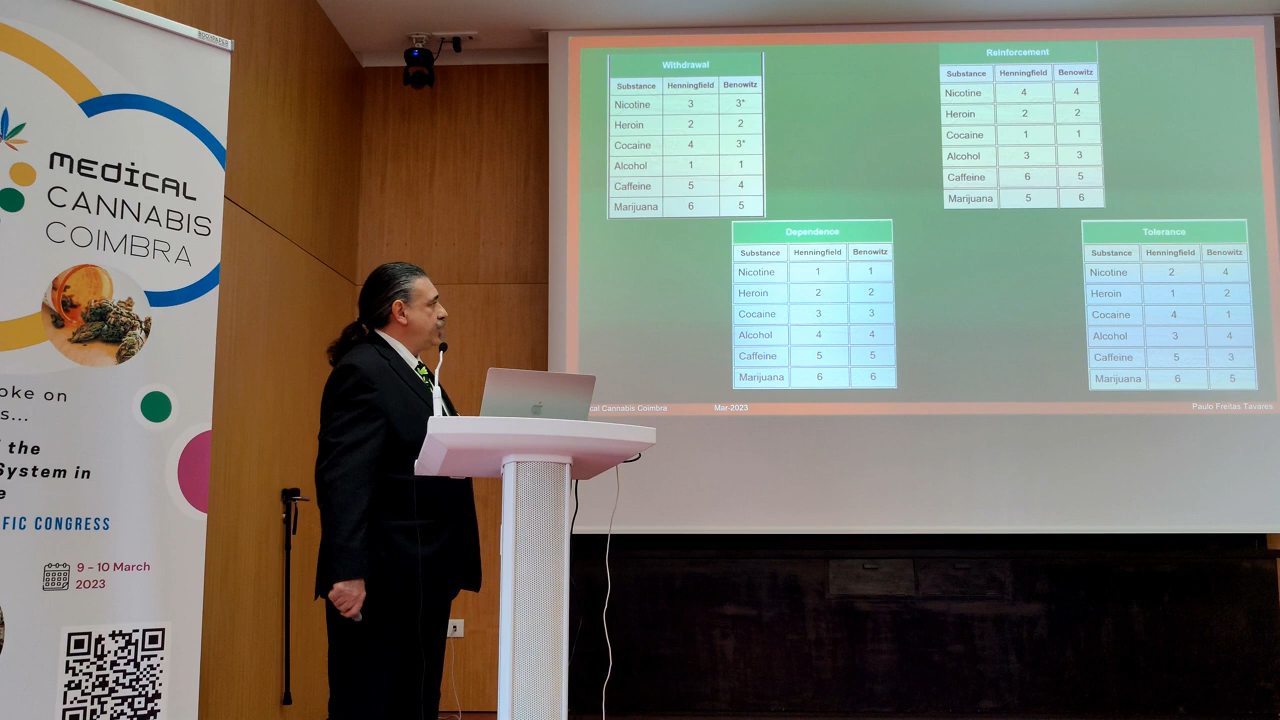 MEDICAL
CANNABIS
COIMBRA
oke on
s...
the
System in
e
FIC CONGRESS
9 - 10 March
2023
Withdrawal
Substance Henningfield Benowitz
Nicotine 3 3*
Heroin 2 2
Cocaine 4 3*
Alcohol 1 1
Caffeine 5 4
Marijuana 6 5
Reinforcement
Substance Henningfield Benowitz
Nicotine 4 4
Heroin 2 2
Cocaine 1 1
Alcohol 3 3
Caffeine 6 5
Marijuana 5 6
Dependence
Substance Henningfield Benowitz
Nicotine 1 1
Heroin 2 2
Cocaine 3 3
Alcohol 4 4
Caffeine 5 5
Marijuana 6 6
Tolerance
Substance Henningfield Benowitz
Nicotine 2 4
Heroin 1 2
Cocaine 4 1
Alcohol 3 4
Caffeine 5 3
Marijuana 6 5
cal Cannabis Coimbra Mar-2023 Paulo Freitas Tavares